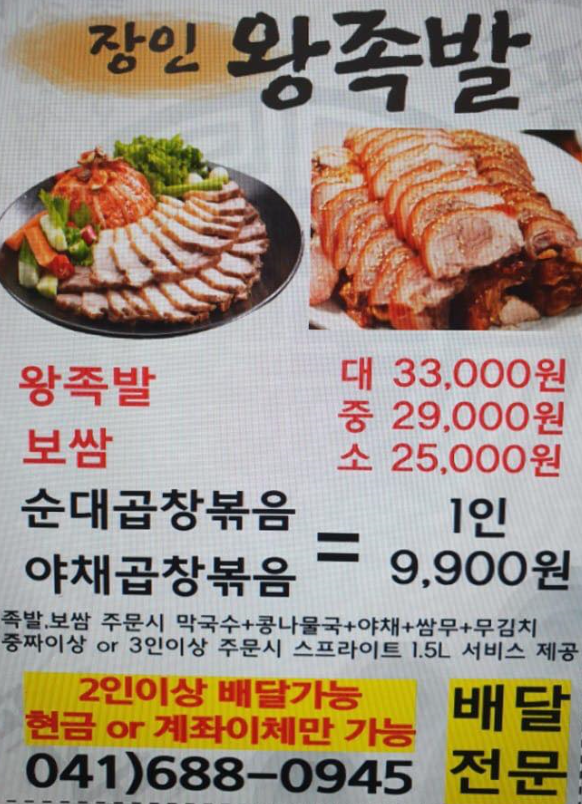 장인 왕족발
왕족발
보쌈
대 33,000원
중 29,000원
소 25,000원
순대곱창볶음
야채곱창볶음
=
1인
9,900원
족발.보쌈 주문시 막국수+콩나물국+야채+쌈무+무김치
중짜이상 or 3인이상 주문시 스프라이트 1.5L 서비스 제공
2인이상 배달가능
현금 or 계좌이체만 가능
041)688-0945
배달
전문